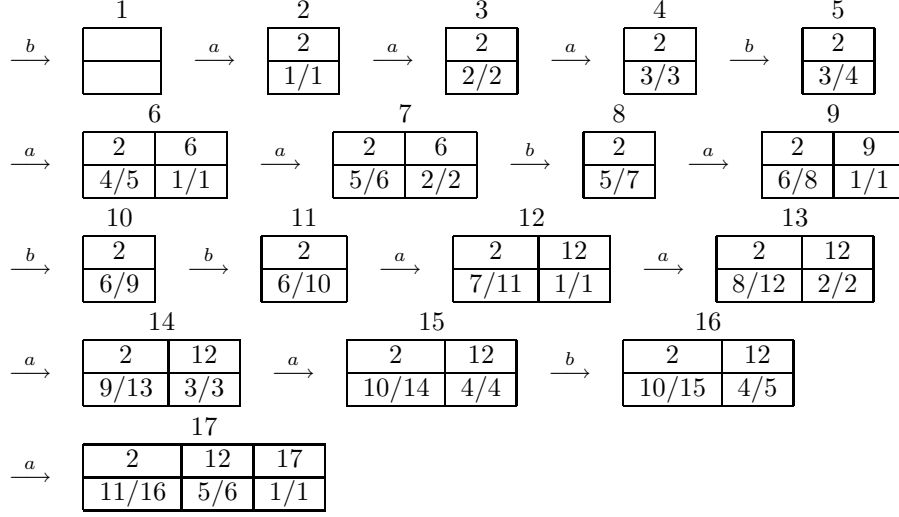 1 2 3 4 5
b a 2 a 2 a 2 b 2
1/1 2/2 3/3 3/4
6 7 8 9
a 2 6 a 2 6 b 2 a 2 9
4/5 1/1 5/6 2/2 5/7 6/8 1/1
10 11 12 13
b 2 b 2 a 2 12 a 2 12
6/9 6/10 7/11 1/1 8/12 2/2
14 15 16
a 2 12 a 2 12 b 2 12
9/13 3/3 10/14 4/4 10/15 4/5
17
a 2 12 17
11/16 5/6 1/1